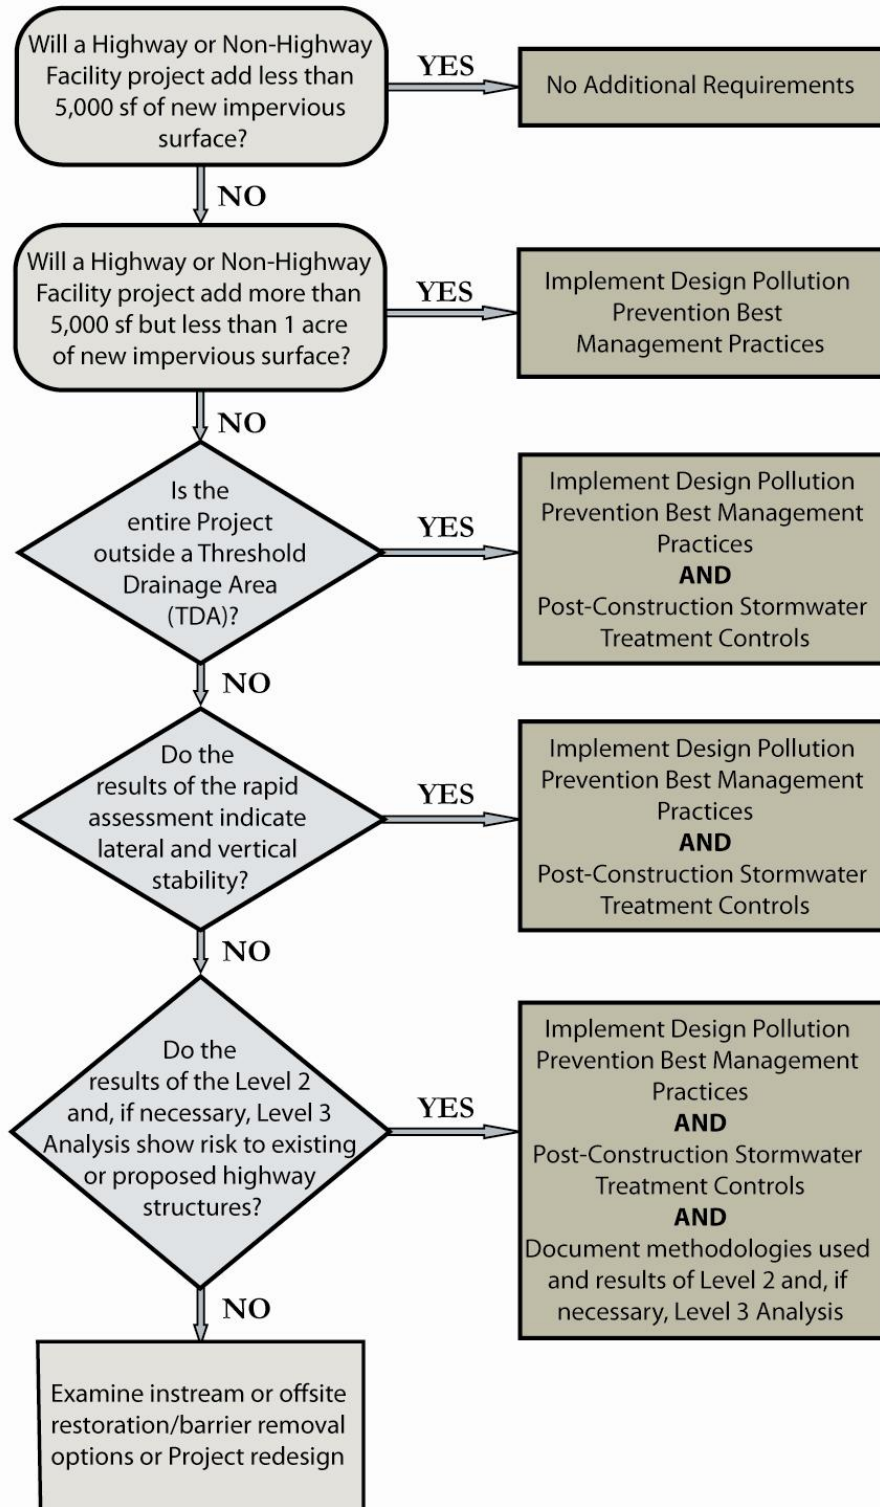 Will a Highway or Non-Highway
Facility project add less than
5,000 sf of new impervious
surface?
YES
No Additional Requirements
NO
Will a Highway or Non-Highway
Facility project add more than
5,000 sf but less than 1 acre
of new impervious surface?
YES
Implement Design Pollution
Prevention Best
Management Practices
NO
Is the
entire Project
outside a Threshold
Drainage Area
(TDA)?
YES
Implement Design Pollution
Prevention Best Management
Practices
AND
Post-Construction Stormwater
Treatment Controls
NO
Do the
results of the rapid
assessment indicate
lateral and vertical
stability?
YES
Implement Design Pollution
Prevention Best Management
Practices
AND
Post-Construction Stormwater
Treatment Controls
NO
Do the
results of the Level 2
and, if necessary, Level 3
Analysis show risk to existing
or proposed highway
structures?
YES
Implement Design Pollution
Prevention Best Management
Practices
AND
Post-Construction Stormwater
Treatment Controls
AND
Document methodologies used
and results of Level 2 and, if
necessary, Level 3 Analysis
NO
Examine instream or offsite
restoration/barrier removal
options or Project redesign